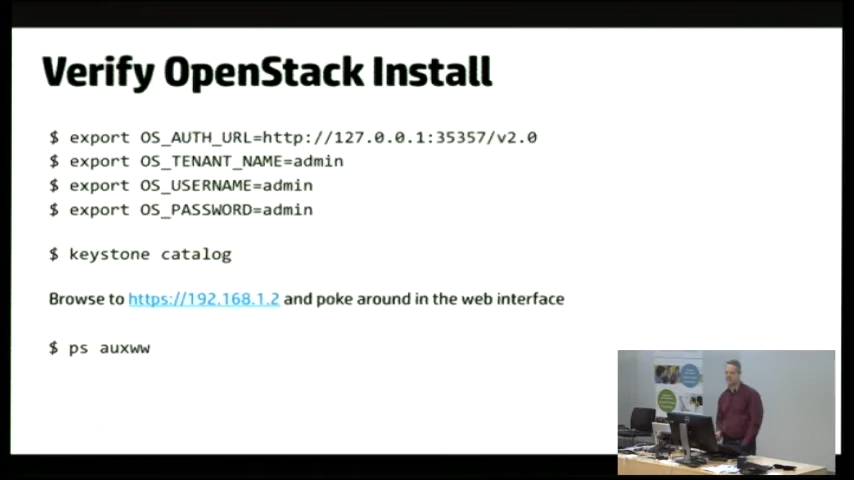 Verify OpenStack Install
$ export OS_AUTH_URL=http://127.0.0.1:35357/v2.0
$ export OS_TENANT_NAME=admin
$ export OS_USERNAME=admin
$ export OS_PASSWORD=admin
$ keystone catalog
Browse to https://192.168.1.2 and poke around in the web interface
$ ps auxww